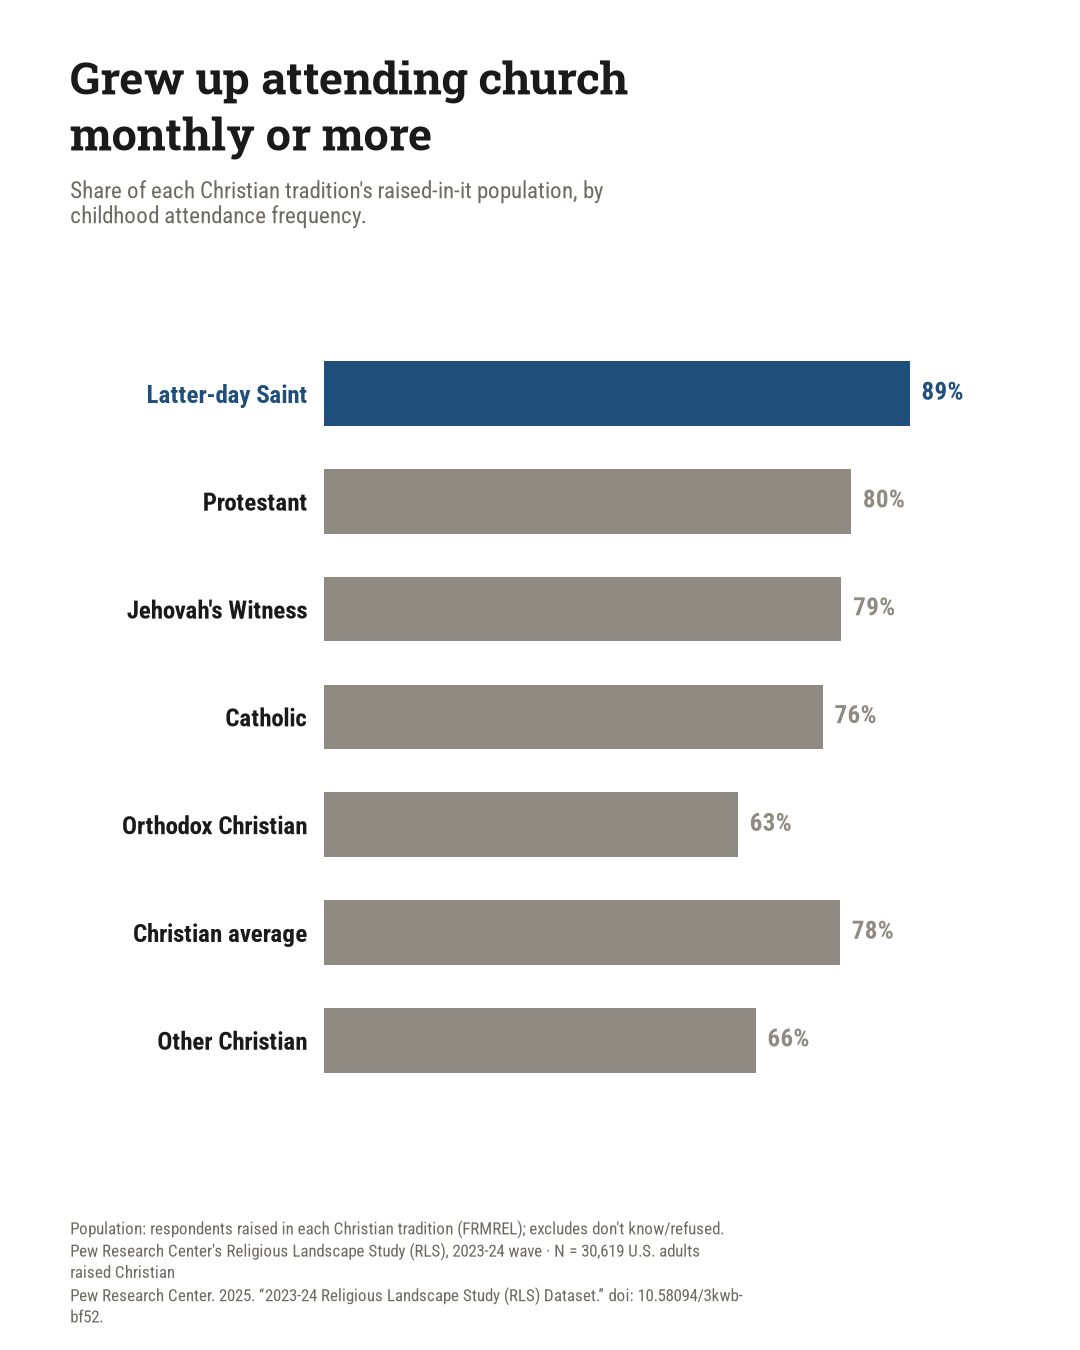 Grew up attending church
monthly or more
Share of each Christian tradition's raised-in-it population, by
childhood attendance frequency.
Latter-day Saint 89%
Protestant 80%
Jehovah's Witness 79%
Catholic 76%
Orthodox Christian 63%
Christian average 78%
Other Christian 66%
Population: respondents raised in each Christian tradition (FRMREL); excludes don't know/refused.
Pew Research Center's Religious Landscape Study (RLS), 2023-24 wave · N = 30,619 U.S. adults
raised Christian
Pew Research Center. 2025. “2023-24 Religious Landscape Study (RLS) Dataset.” doi: 10.58094/3kwb-
bf52.